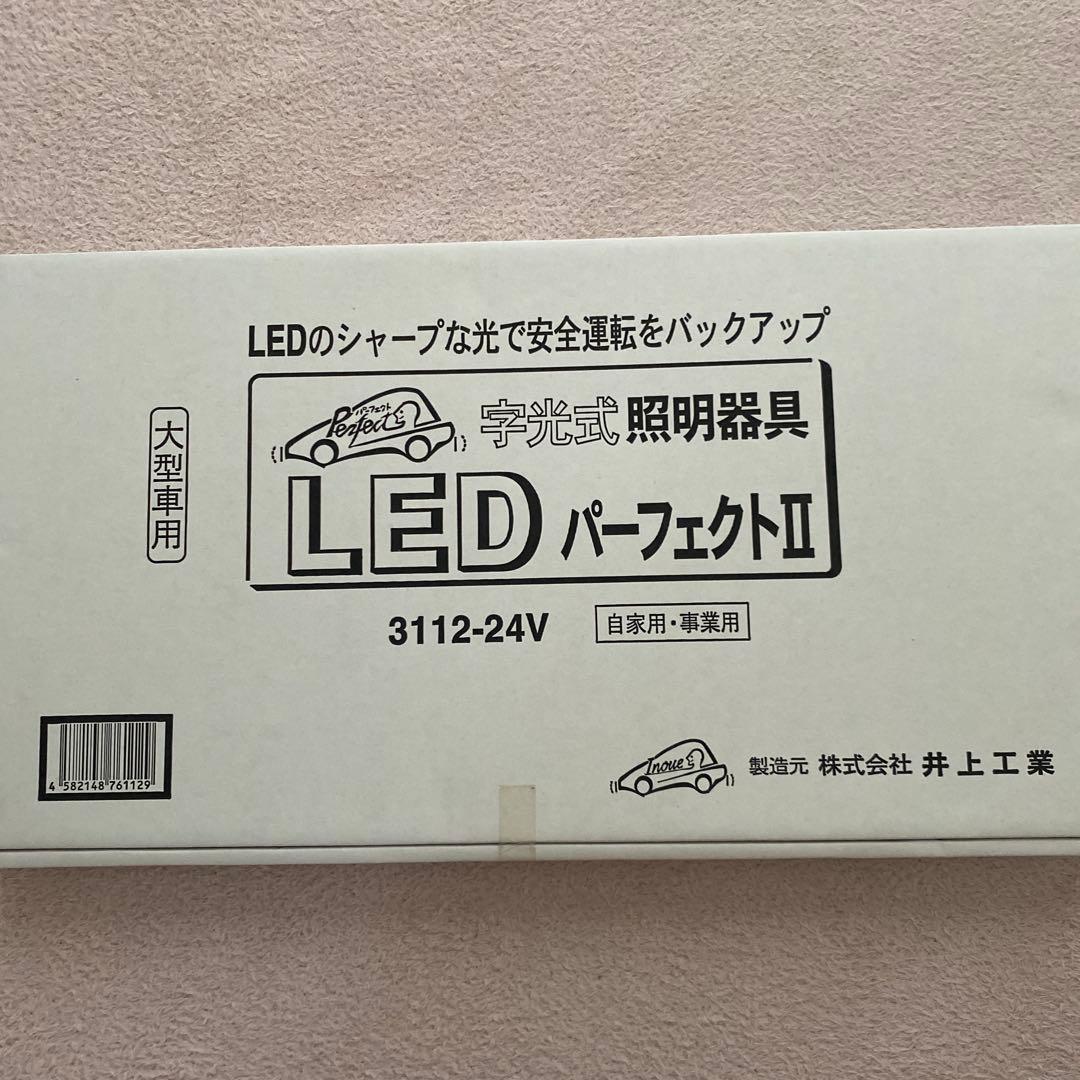 LEDのシャープな光で安全運転をバックアップ
大型車用
パーフェクト
Perfect
字光式 照明器具
LED パーフェクトⅡ
3112-24V
自家用・事業用
4 582148 761129
Inoue
製造元 株式会社 井上工業